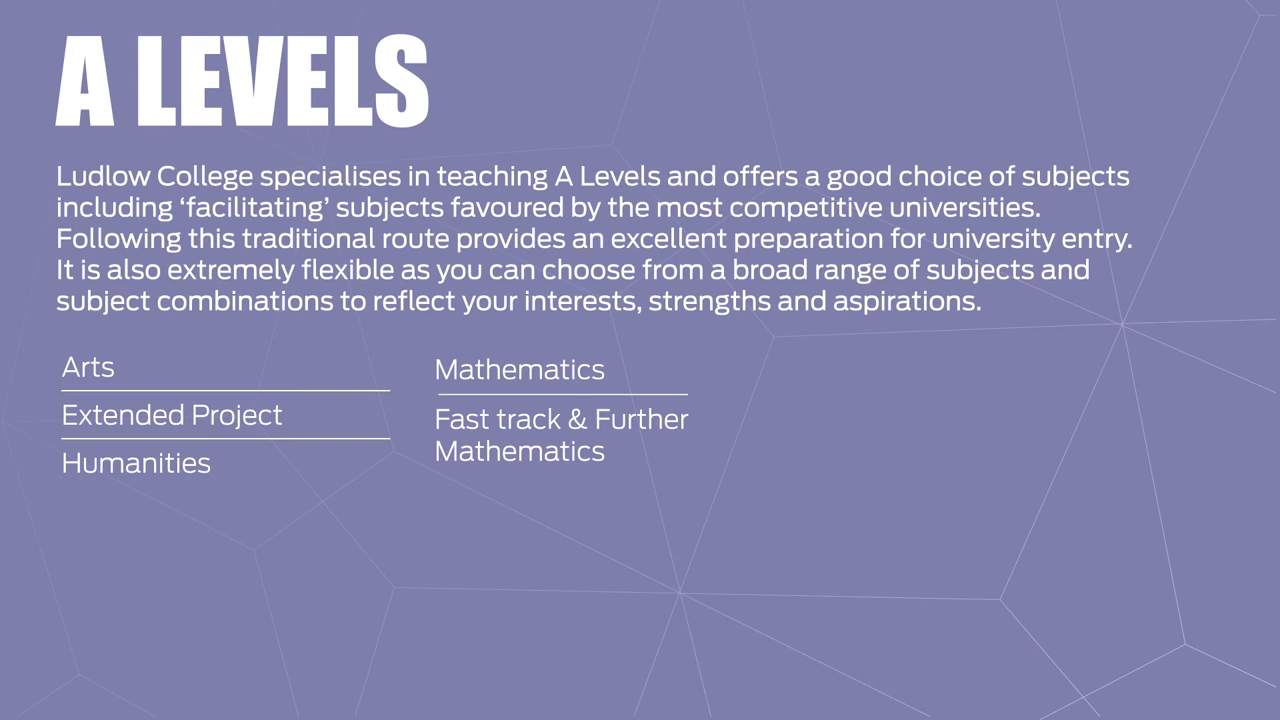 A LEVELS
Ludlow College specialises in teaching A Levels and offers a good choice of subjects
including ‘facilitating’ subjects favoured by the most competitive universities.
Following this traditional route provides an excellent preparation for university entry.
It is also extremely flexible as you can choose from a broad range of subjects and
subject combinations to reflect your interests, strengths and aspirations.
Arts
Extended Project
Humanities
Mathematics
Fast track & Further
Mathematics